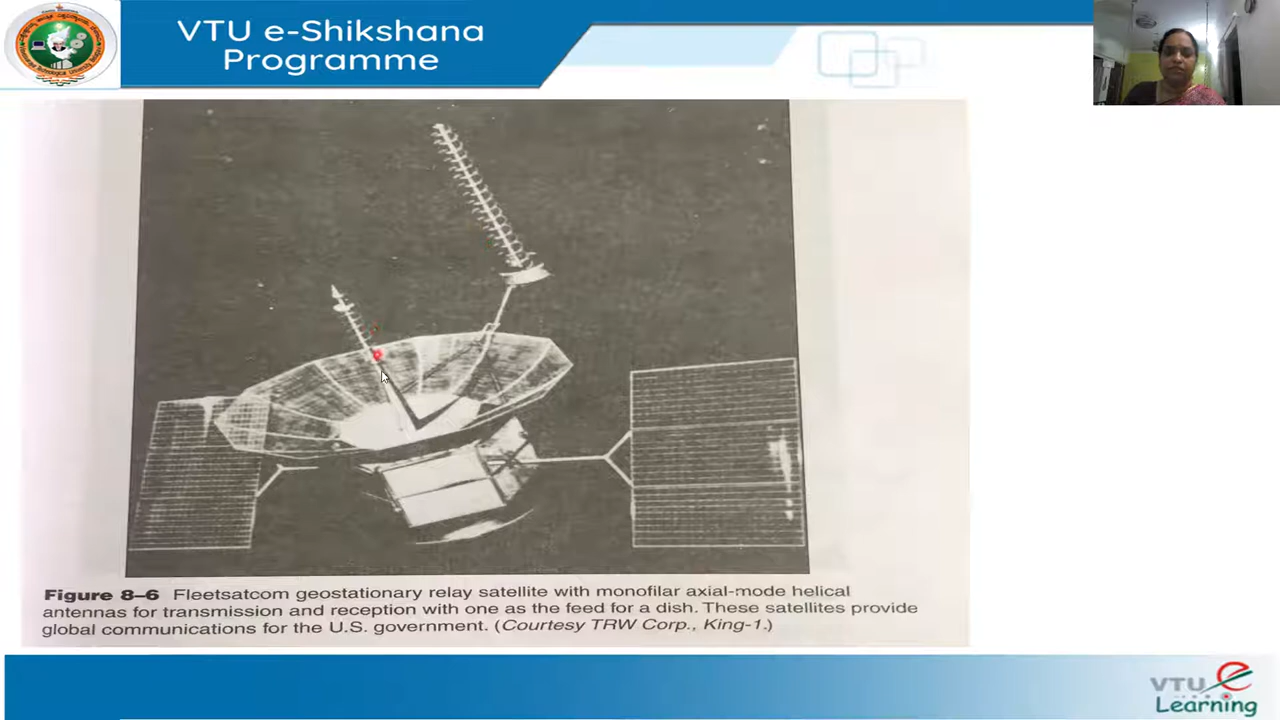 VTU e-Shikshana
Programme
Figure 8–6 Fleetsatcom geostationary relay satellite with monofilar axial-mode helical
antennas for transmission and reception with one as the feed for a dish. These satellites provide
global communications for the U.S. government. (Courtesy TRW Corp., King-1.)
VTU e
Learning